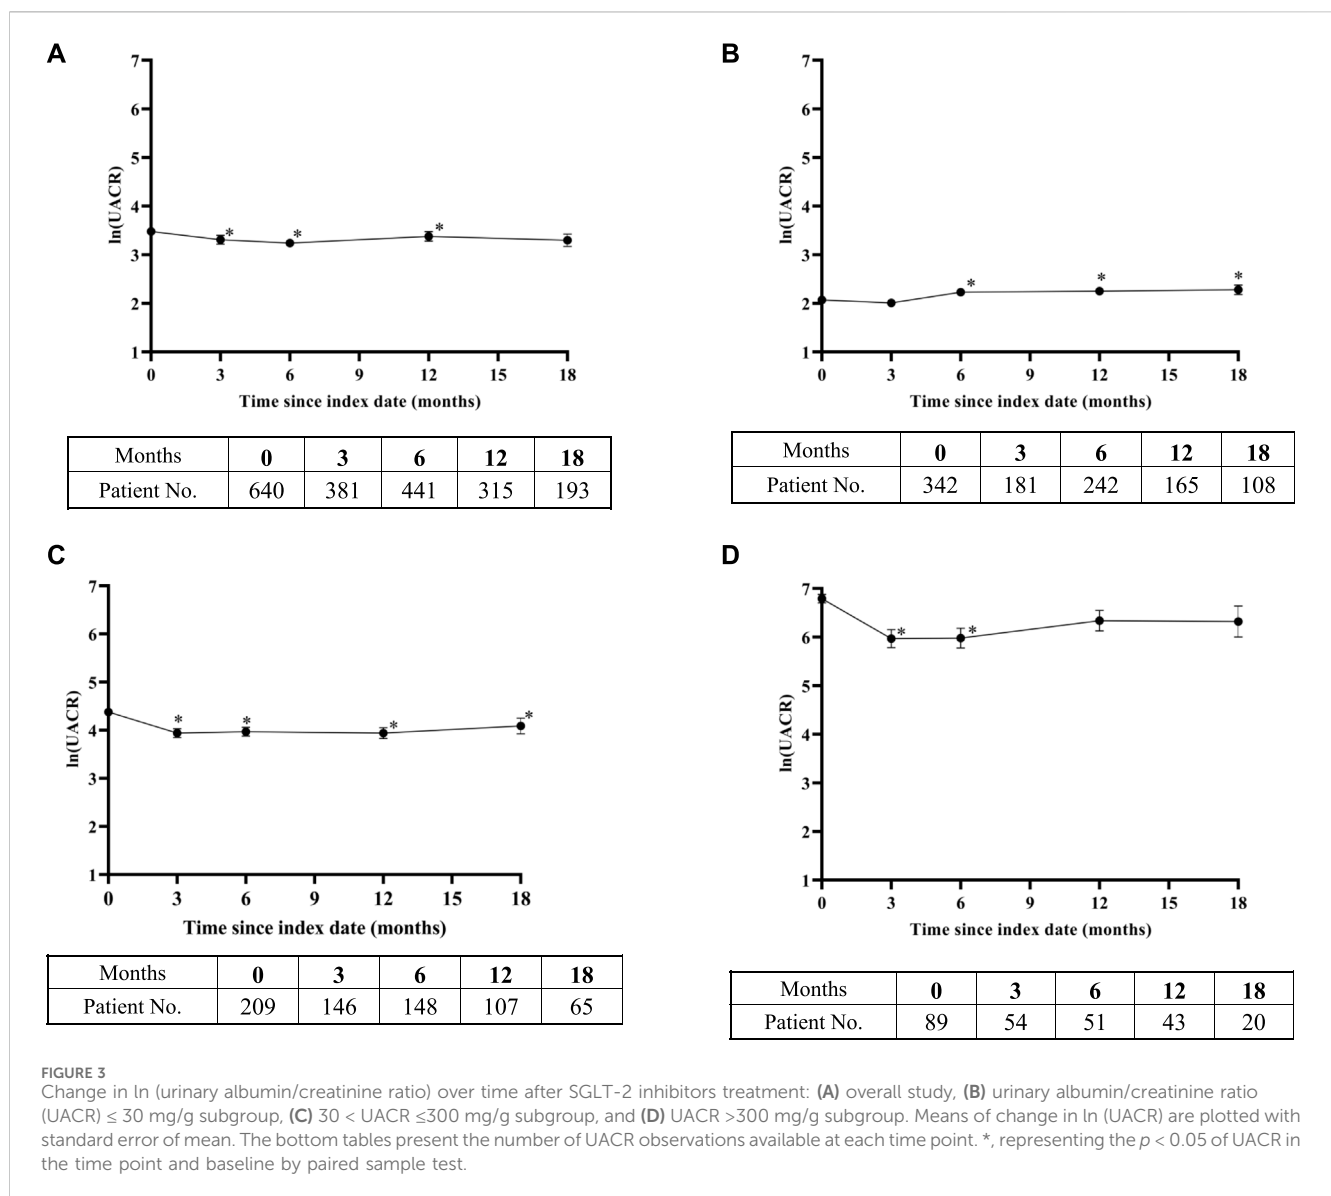 A
7
6
5
4
3
2
1
ln(UACR)
* * *
0 3 6 9 12 15 18
Time since index date (months)
Months 0 3 6 12 18
Patient No. 640 381 441 315 193
B
7
6
5
4
3
2
1
ln(UACR)
* * *
0 3 6 9 12 15 18
Time since index date (months)
Months 0 3 6 12 18
Patient No. 342 181 242 165 108
C
7
6
5
4
3
2
1
ln(UACR)
* * * *
0 3 6 9 12 15 18
Time since index date (months)
Months 0 3 6 12 18
Patient No. 209 146 148 107 65
D
7
6
5
4
3
2
1
ln(UACR)
* *
0 3 6 9 12 15 18
Time since index date (months)
Months 0 3 6 12 18
Patient No. 89 54 51 43 20
FIGURE 3
Change in ln (urinary albumin/creatinine ratio) over time after SGLT-2 inhibitors treatment: (A) overall study, (B) urinary albumin/creatinine ratio
(UACR) ≤ 30 mg/g subgroup, (C) 30 < UACR ≤300 mg/g subgroup, and (D) UACR >300 mg/g subgroup. Means of change in ln (UACR) are plotted with
standard error of mean. The bottom tables present the number of UACR observations available at each time point. *, representing the p < 0.05 of UACR in
the time point and baseline by paired sample test.